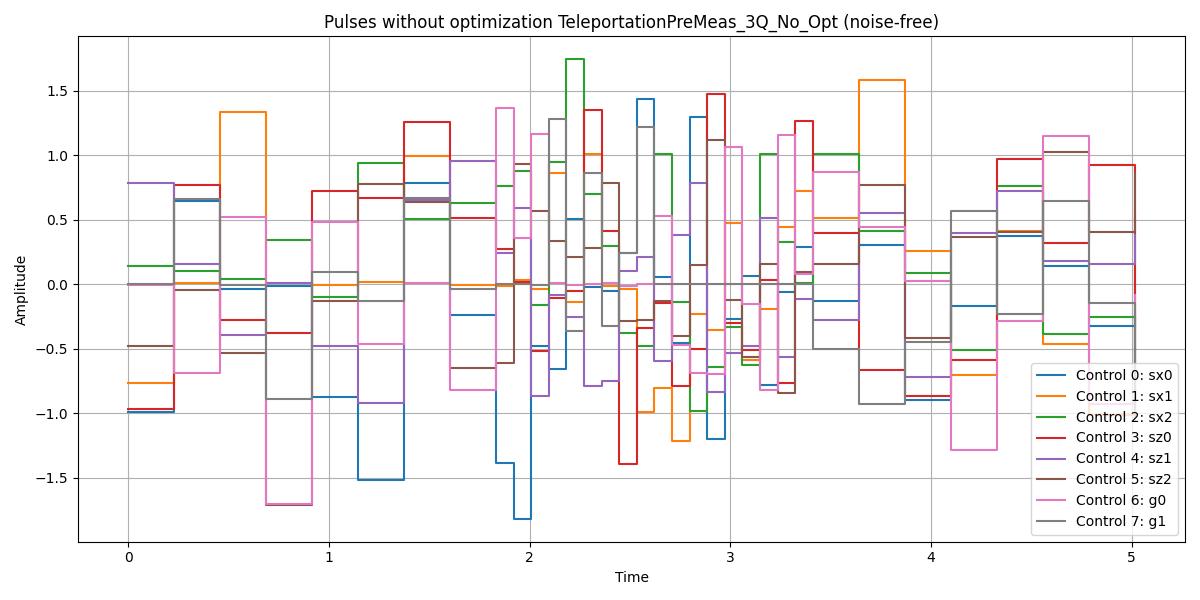 Pulses without optimization TeleportationPreMeas_3Q_No_Opt (noise-free)
Amplitude
1.5
1.0
0.5
0.0
−0.5
−1.0
−1.5
0
1
2
3
4
5
Time
Control 0: sx0
Control 1: sx1
Control 2: sx2
Control 3: sz0
Control 4: sz1
Control 5: sz2
Control 6: g0
Control 7: g1